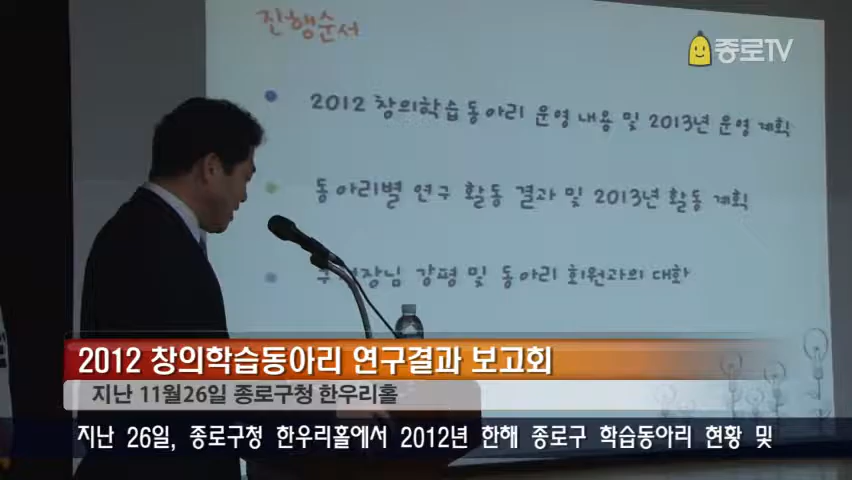 진행순서
종로TV
2012 창의학습동아리 운영 내용 및 2013년 운영 계획
동아리별 연구 활동 결과 및 2013년 활동 계획
구청장님 강평 및 동아리 회원과의 대화
2012 창의학습동아리 연구결과 보고회
지난 11월26일 종로구청 한우리홀
지난 26일, 종로구청 한우리홀에서 2012년 한해 종로구 학습동아리 현황 및